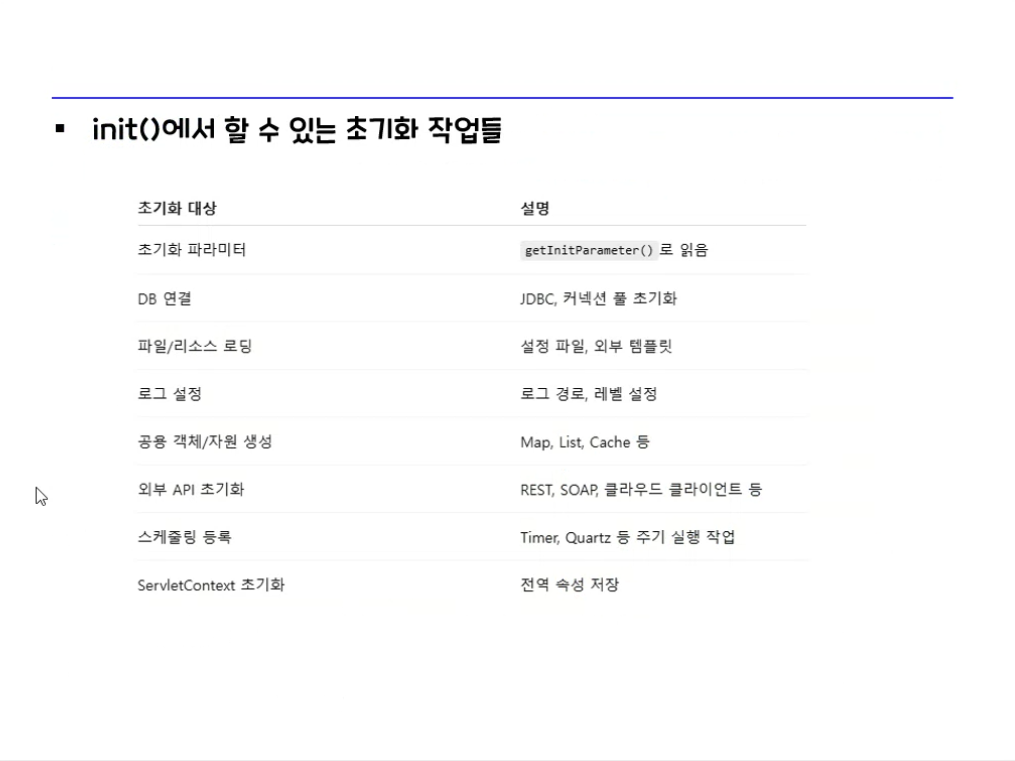 ▪ init()에서 할 수 있는 초기화 작업들
초기화 대상 설명
초기화 파라미터 getInitParameter() 로 읽음
DB 연결 JDBC, 커넥션 풀 초기화
파일/리소스 로딩 설정 파일, 외부 템플릿
로그 설정 로그 경로, 레벨 설정
공용 객체/자원 생성 Map, List, Cache 등
외부 API 초기화 REST, SOAP, 클라우드 클라이언트 등
스케줄링 등록 Timer, Quartz 등 주기 실행 작업
ServletContext 초기화 전역 속성 저장